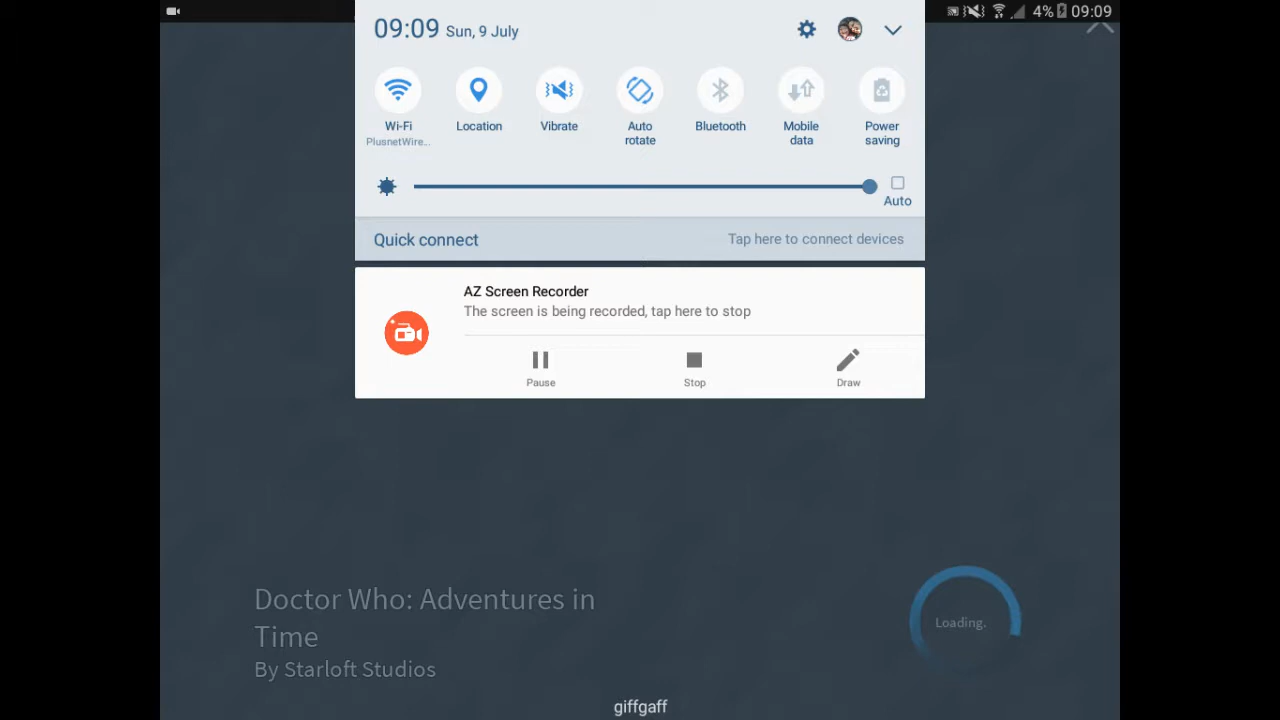 4% 09:09
09:09 Sun, 9 July
Wi-Fi
PlusnetWire...
Location
Vibrate
Auto
rotate
Bluetooth
Mobile
data
Power
saving
Auto
Quick connect
Tap here to connect devices
AZ Screen Recorder
The screen is being recorded, tap here to stop
Pause
Stop
Draw
Doctor Who: Adventures in
Time
By Starloft Studios
Loading.
giffgaff